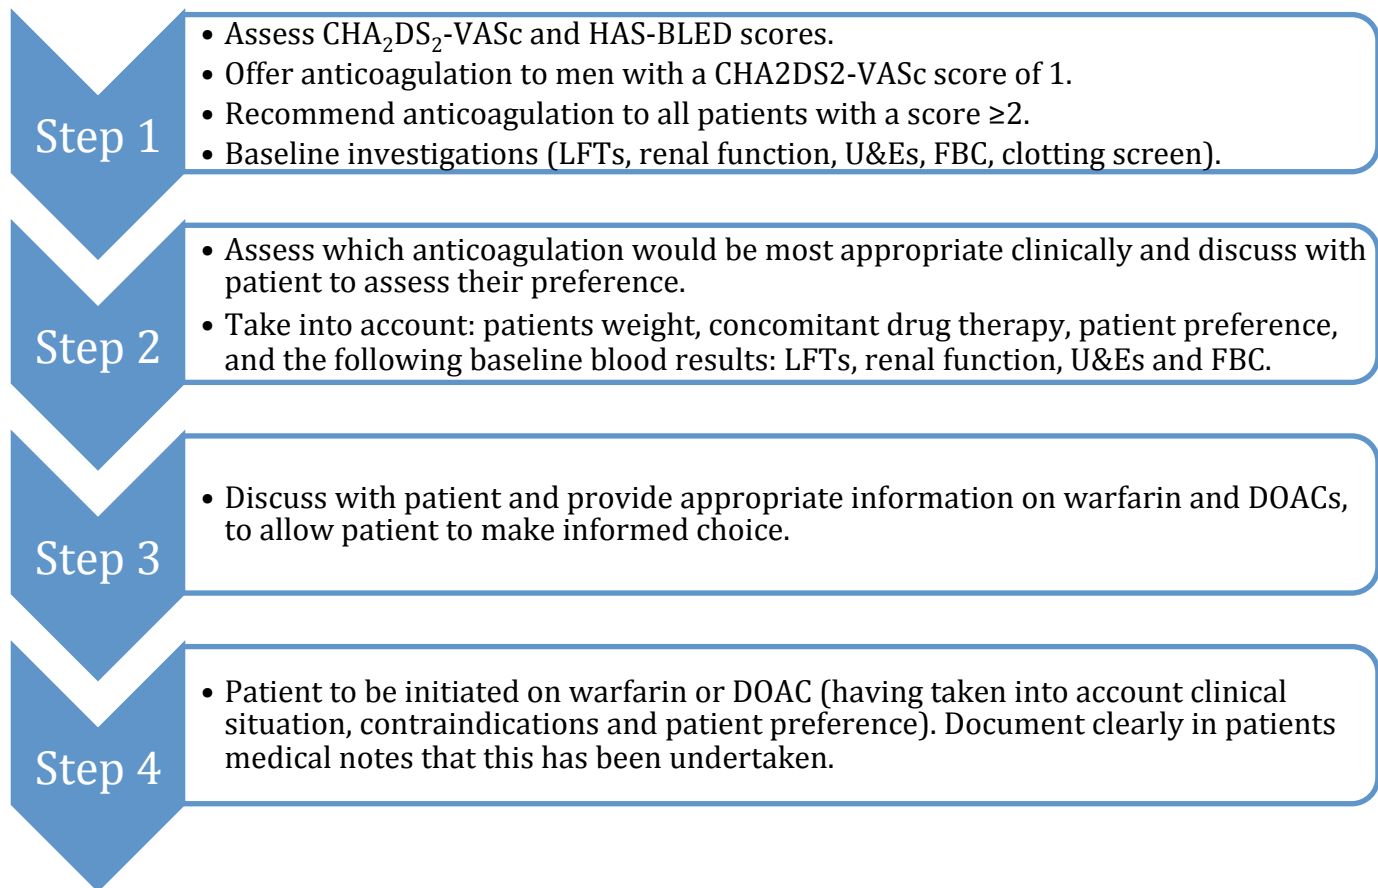 Step 1
• Assess CHA₂DS₂-VASc and HAS-BLED scores.
• Offer anticoagulation to men with a CHA2DS2-VASc score of 1.
• Recommend anticoagulation to all patients with a score ≥2.
• Baseline investigations (LFTs, renal function, U&Es, FBC, clotting screen).
Step 2
• Assess which anticoagulation would be most appropriate clinically and discuss with
patient to assess their preference.
• Take into account: patients weight, concomitant drug therapy, patient preference,
and the following baseline blood results: LFTs, renal function, U&Es and FBC.
Step 3
• Discuss with patient and provide appropriate information on warfarin and DOACs,
to allow patient to make informed choice.
Step 4
• Patient to be initiated on warfarin or DOAC (having taken into account clinical
situation, contraindications and patient preference). Document clearly in patients
medical notes that this has been undertaken.